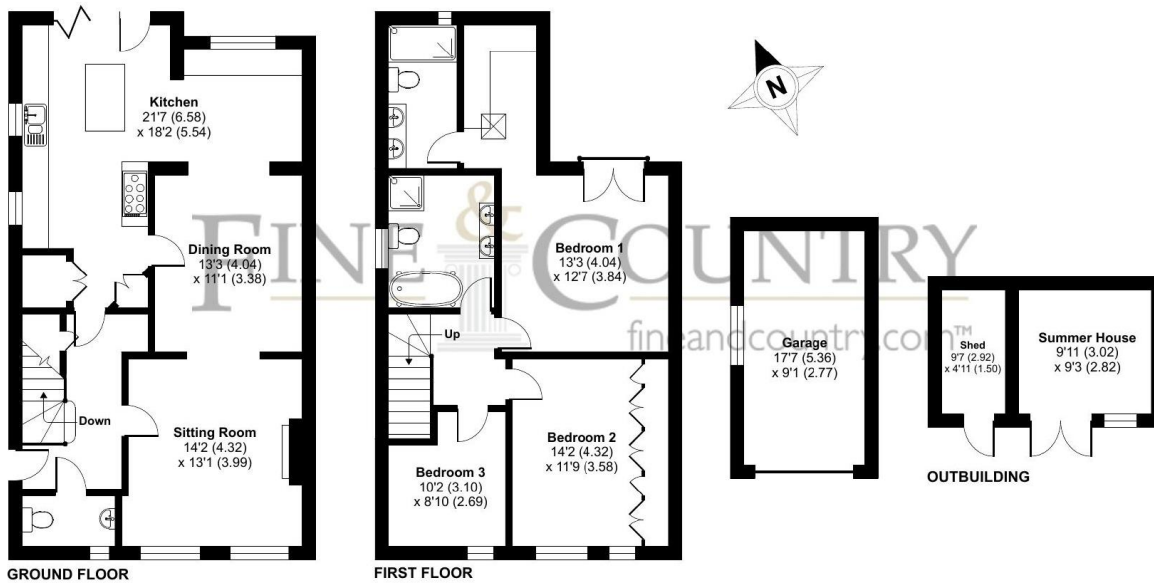 Kitchen
21'7 (6.58)
x 18'2 (5.54)
Dining Room
13'3 (4.04)
x 11'1 (3.38)
Down
Sitting Room
14'2 (4.32)
x 13'1 (3.99)
GROUND FLOOR
Bedroom 1
13'3 (4.04)
x 12'7 (3.84)
Up
Bedroom 2
14'2 (4.32)
x 11'9 (3.58)
Bedroom 3
10'2 (3.10)
x 8'10 (2.69)
FIRST FLOOR
N
Garage
17'7 (5.36)
x 9'1 (2.77)
Shed
9'7 (2.92)
x 4'11 (1.50)
Summer House
9'11 (3.02)
x 9'3 (2.82)
OUTBUILDING
FINE & COUNTRY
fineandcountry.com™